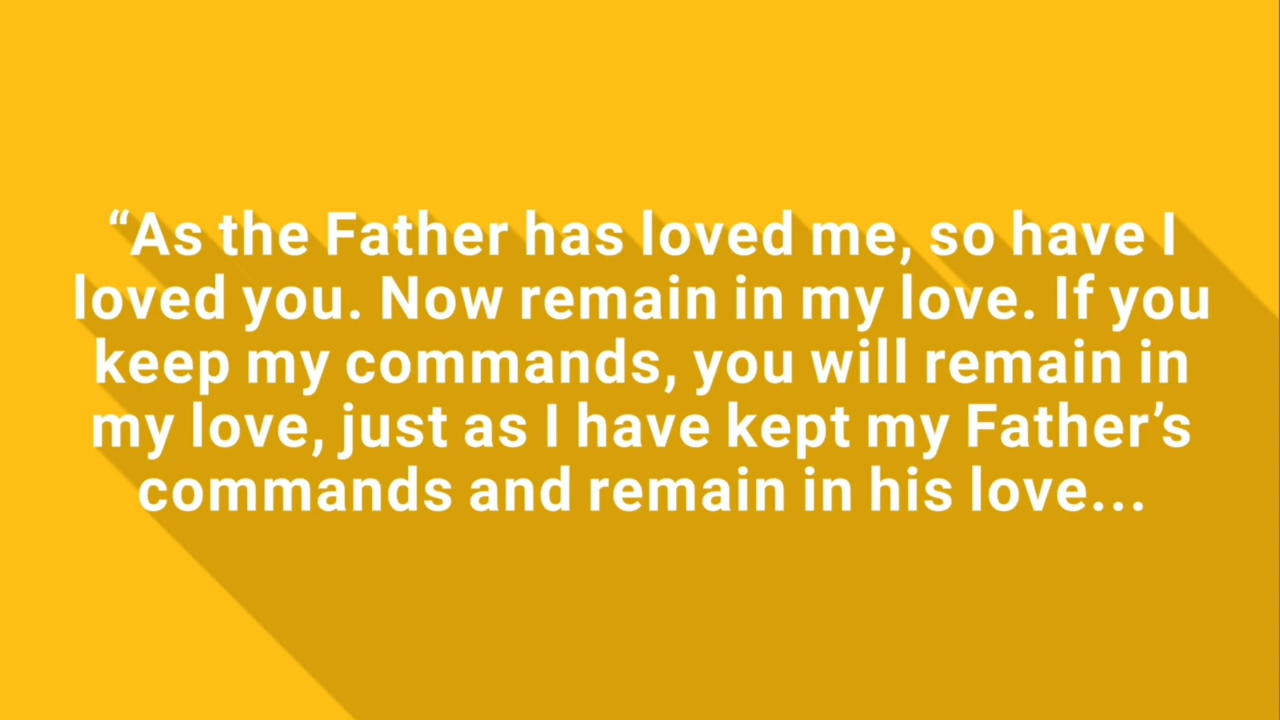 “As the Father has loved me, so have I
loved you. Now remain in my love. If you
keep my commands, you will remain in
my love, just as I have kept my Father’s
commands and remain in his love...